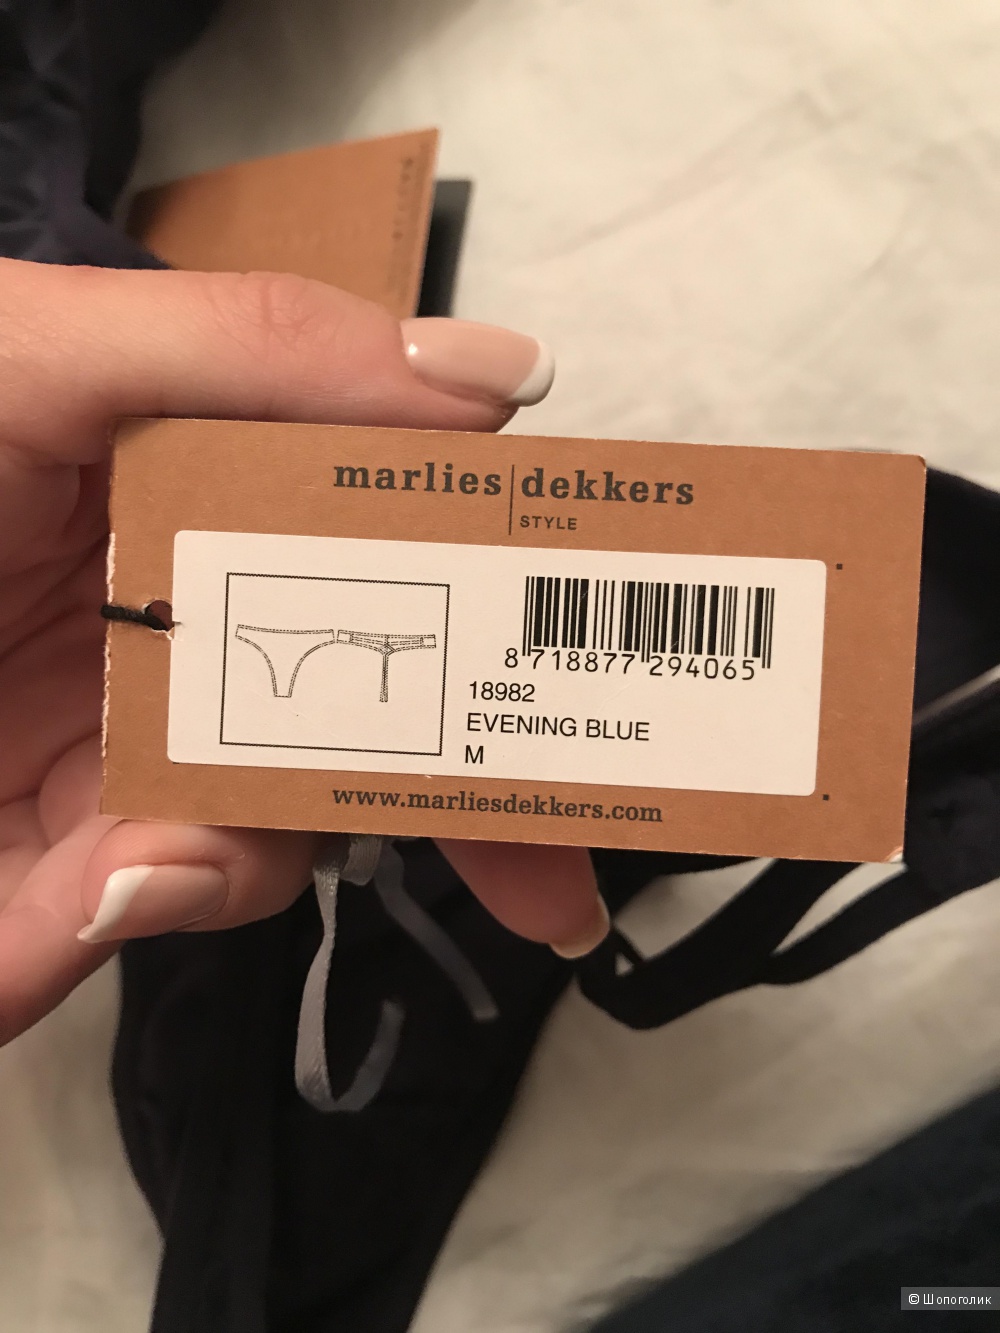 marlies dekkers
STYLE
8 718877 294065
18982
EVENING BLUE
M
www.marliesdekkers.com
© Шопоголик